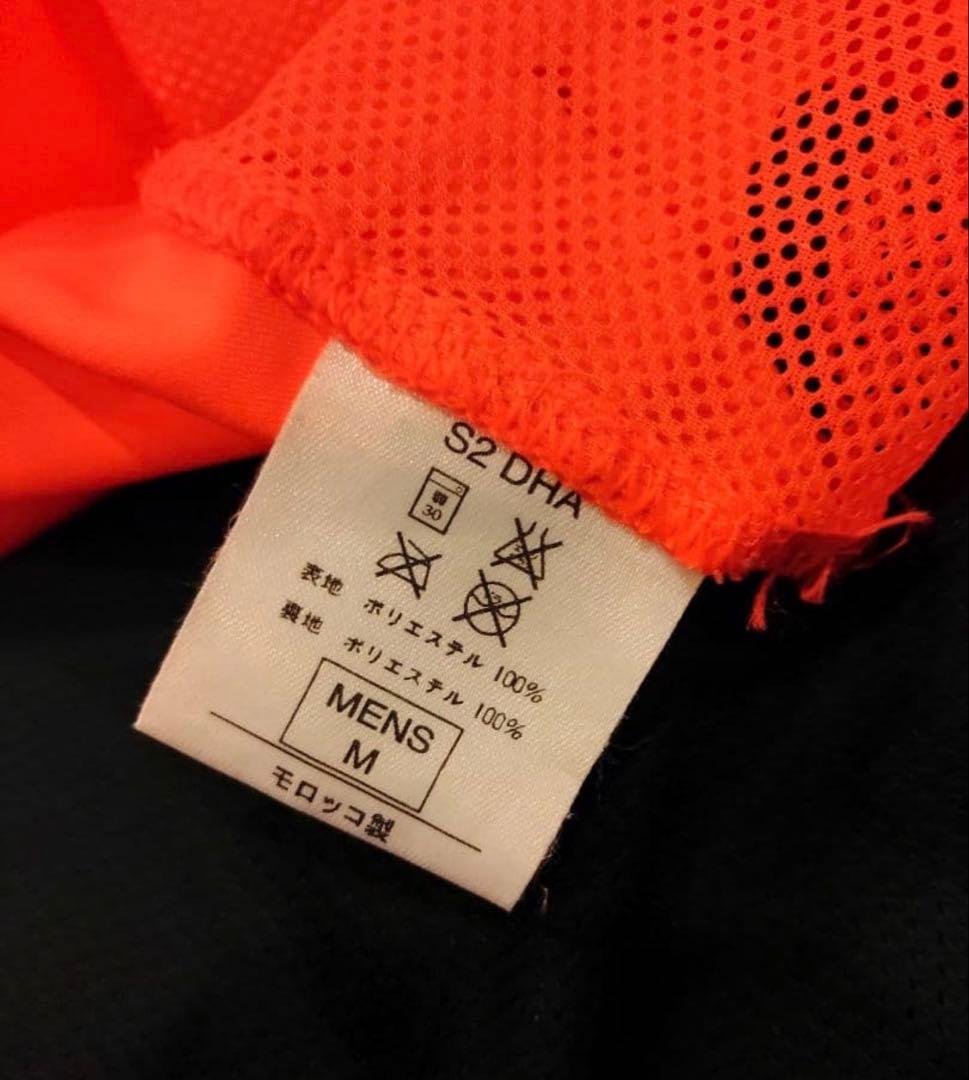 S2 DHA
弱
30
表地 ポリエステル 100%
裏地 ポリエステル 100%
MENS
M
モロッコ製